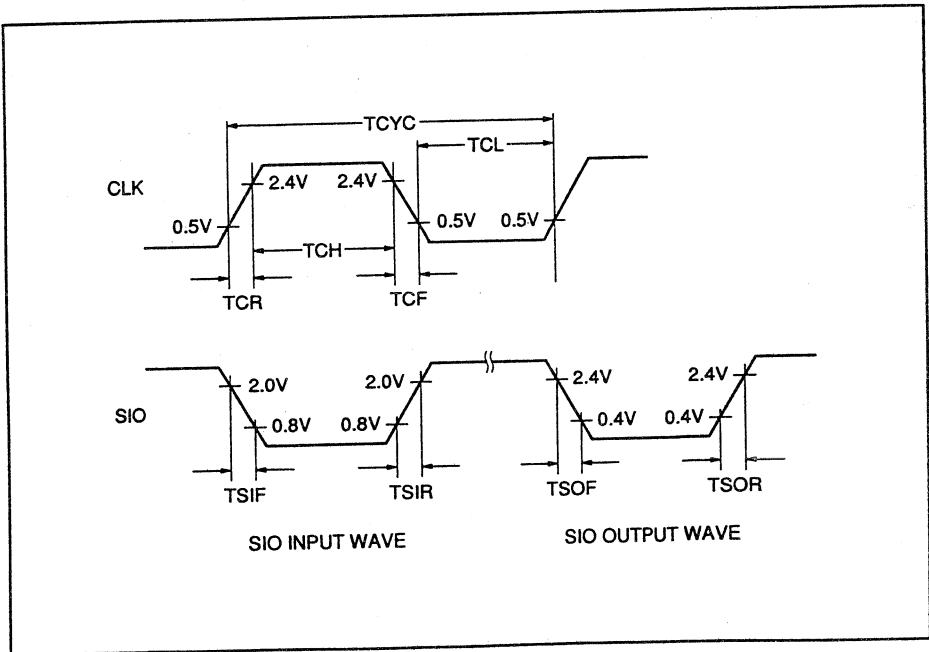 TCYC
TCL
CLK
2.4V 2.4V
0.5V 0.5V 0.5V
TCH
TCR TCF
2.0V 2.0V 2.4V 2.4V
SIO
0.8V 0.8V 0.4V 0.4V
TSIF TSIR TSOF TSOR
SIO INPUT WAVE SIO OUTPUT WAVE